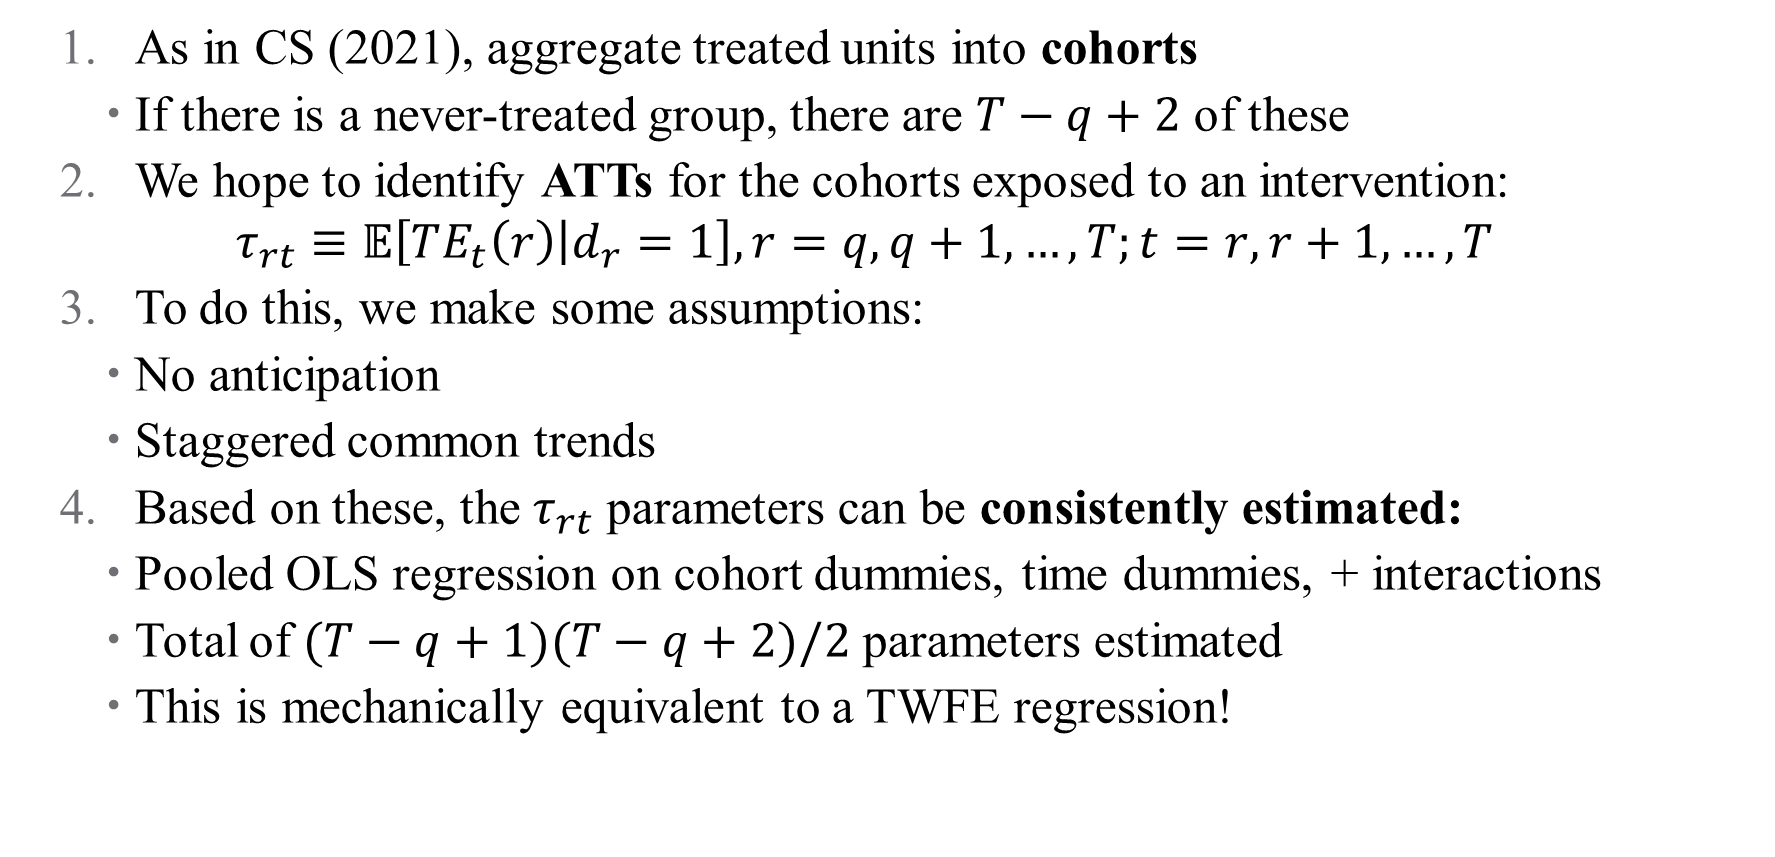 1. As in CS (2021), aggregate treated units into cohorts
• If there is a never-treated group, there are T − q + 2 of these
2. We hope to identify ATTs for the cohorts exposed to an intervention:
τ_rt ≡ 𝔼[TE_t(r)|d_r = 1], r = q, q + 1, … , T; t = r, r + 1, … , T
3. To do this, we make some assumptions:
• No anticipation
• Staggered common trends
4. Based on these, the τ_rt parameters can be consistently estimated:
• Pooled OLS regression on cohort dummies, time dummies, + interactions
• Total of (T − q + 1)(T − q + 2)/2 parameters estimated
• This is mechanically equivalent to a TWFE regression!